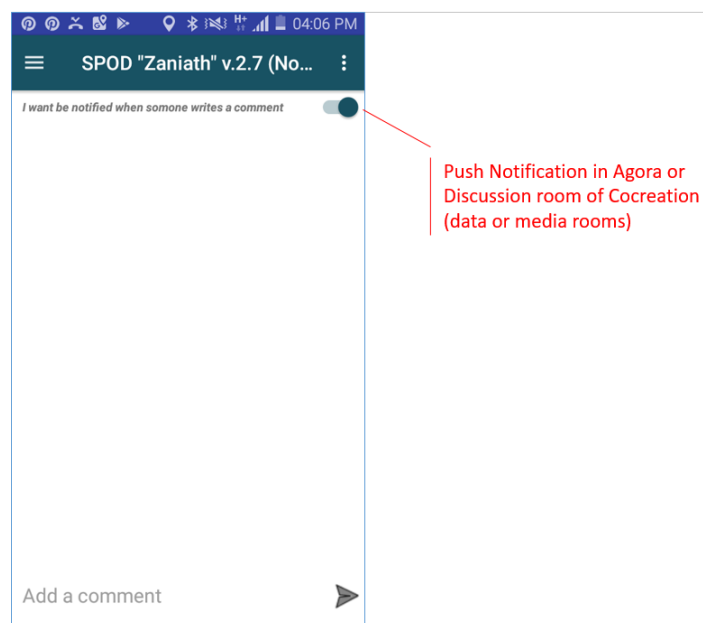 H+ 04:06 PM
SPOD "Zaniath" v.2.7 (No...
I want be notified when somone writes a comment
Push Notification in Agora or
Discussion room of Cocreation
(data or media rooms)
Add a comment